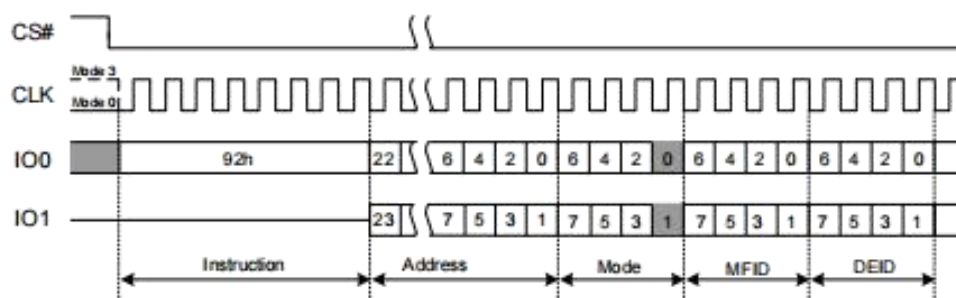 CS#
Mode 3
CLK
Mode 0
IO0 92h 22 6 4 2 0 6 4 2 0 6 4 2 0 6 4 2 0
IO1 23 7 5 3 1 7 5 3 1 7 5 3 1 7 5 3 1
Instruction Address Mode MFID DEID